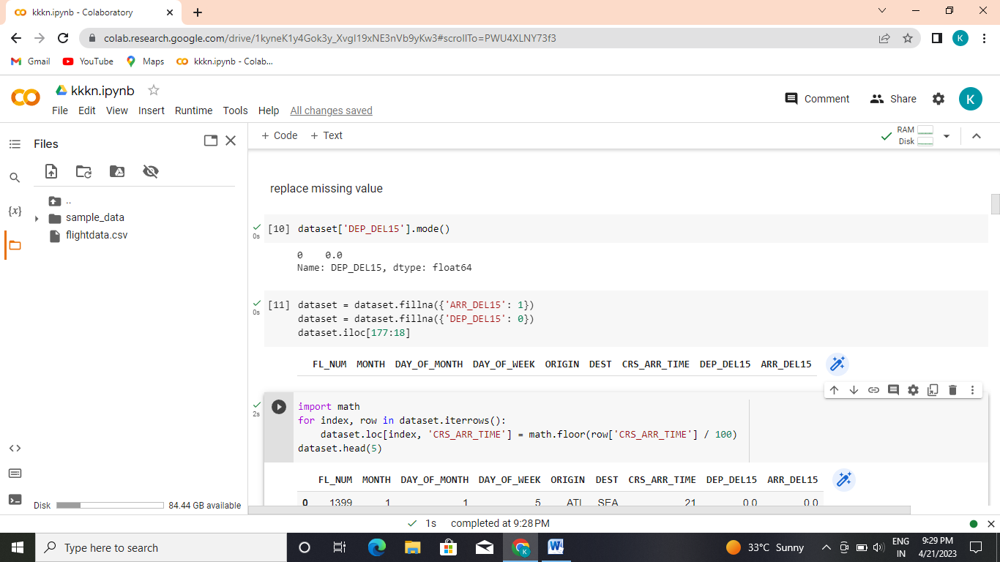 kkkn.ipynb - Colaboratory
colab.research.google.com/drive/1kyneK1y4Gok3y_XvgI19xNE3nVb9yKw3#scrollTo=PWU4XLNY73f3
K
Gmail YouTube Maps kkkn.ipynb - Colab...
kkkn.ipynb
File Edit View Insert Runtime Tools Help All changes saved
Comment Share K
Files
+ Code + Text
RAM
Disk
..
sample_data
flightdata.csv
{x}
<>
Disk 84.44 GB available
replace missing value
0s [10] dataset['DEP_DEL15'].mode()
0 0.0
Name: DEP_DEL15, dtype: float64
0s [11] dataset = dataset.fillna({'ARR_DEL15': 1})
dataset = dataset.fillna({'DEP_DEL15': 0})
dataset.iloc[177:18]
FL_NUM MONTH DAY_OF_MONTH DAY_OF_WEEK ORIGIN DEST CRS_ARR_TIME DEP_DEL15 ARR_DEL15
2s import math
for index, row in dataset.iterrows():
dataset.loc[index, 'CRS_ARR_TIME'] = math.floor(row['CRS_ARR_TIME'] / 100)
dataset.head(5)
FL_NUM MONTH DAY_OF_MONTH DAY_OF_WEEK ORIGIN DEST CRS_ARR_TIME DEP_DEL15 ARR_DEL15
0 1399 1 1 5 ATL SEA 21 0.0 0.0
1s completed at 9:28 PM
Type here to search
K
W
33°C Sunny
ENG
IN
9:29 PM
4/21/2023